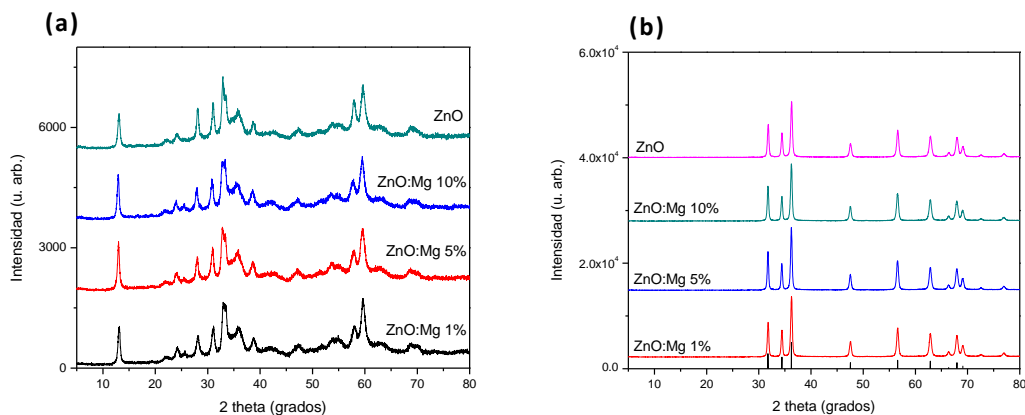 (a)
6000
3000
0
Intensidad (u. arb.)
ZnO
ZnO:Mg 10%
ZnO:Mg 5%
ZnO:Mg 1%
10 20 30 40 50 60 70 80
2 theta (grados)
(b)
6.0x10⁴
4.0x10⁴
2.0x10⁴
0.0
Intensidad (u. arb.)
ZnO
ZnO:Mg 10%
ZnO:Mg 5%
ZnO:Mg 1%
10 20 30 40 50 60 70 80
2 theta (grados)